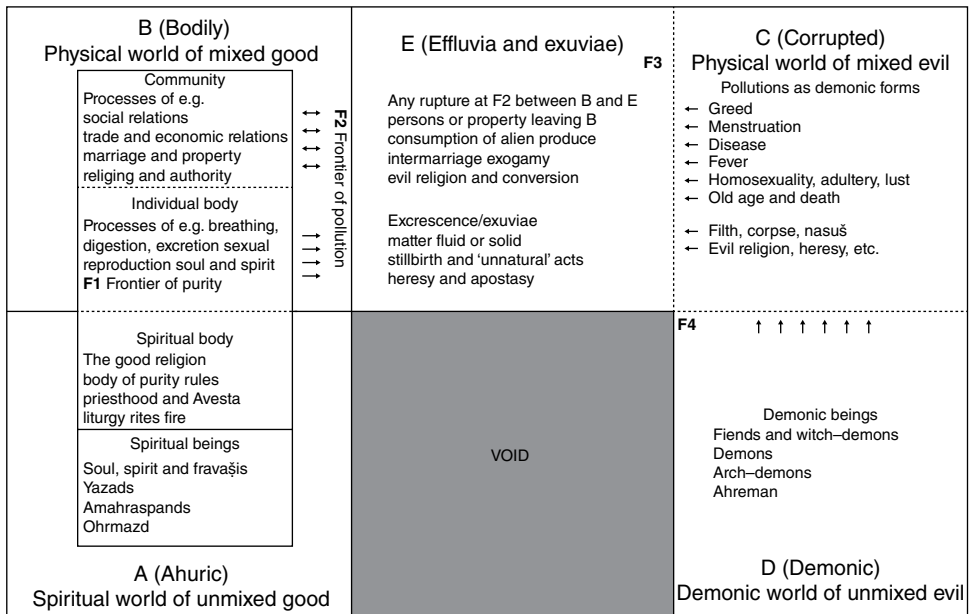 B (Bodily)
Physical world of mixed good
Community
Processes of e.g.
social relations
trade and economic relations
marriage and property
religing and authority
Individual body
Processes of e.g. breathing,
digestion, excretion sexual
reproduction soul and spirit
F1 Frontier of purity
F2 Frontier of pollution
E (Effluvia and exuviae)
F3
Any rupture at F2 between B and E
persons or property leaving B
consumption of alien produce
intermarriage exogamy
evil religion and conversion
Excrescence/exuviae
matter fluid or solid
stillbirth and ‘unnatural’ acts
heresy and apostasy
C (Corrupted)
Physical world of mixed evil
Pollutions as demonic forms
← Greed
← Menstruation
← Disease
← Fever
← Homosexuality, adultery, lust
← Old age and death
← Filth, corpse, nasuš
← Evil religion, heresy, etc.
Spiritual body
The good religion
body of purity rules
priesthood and Avesta
liturgy rites fire
Spiritual beings
Soul, spirit and fravaṣ̌is
Yazads
Amahraspands
Ohrmazd
A (Ahuric)
Spiritual world of unmixed good
VOID
F4
Demonic beings
Fiends and witch–demons
Demons
Arch–demons
Ahreman
D (Demonic)
Demonic world of unmixed evil